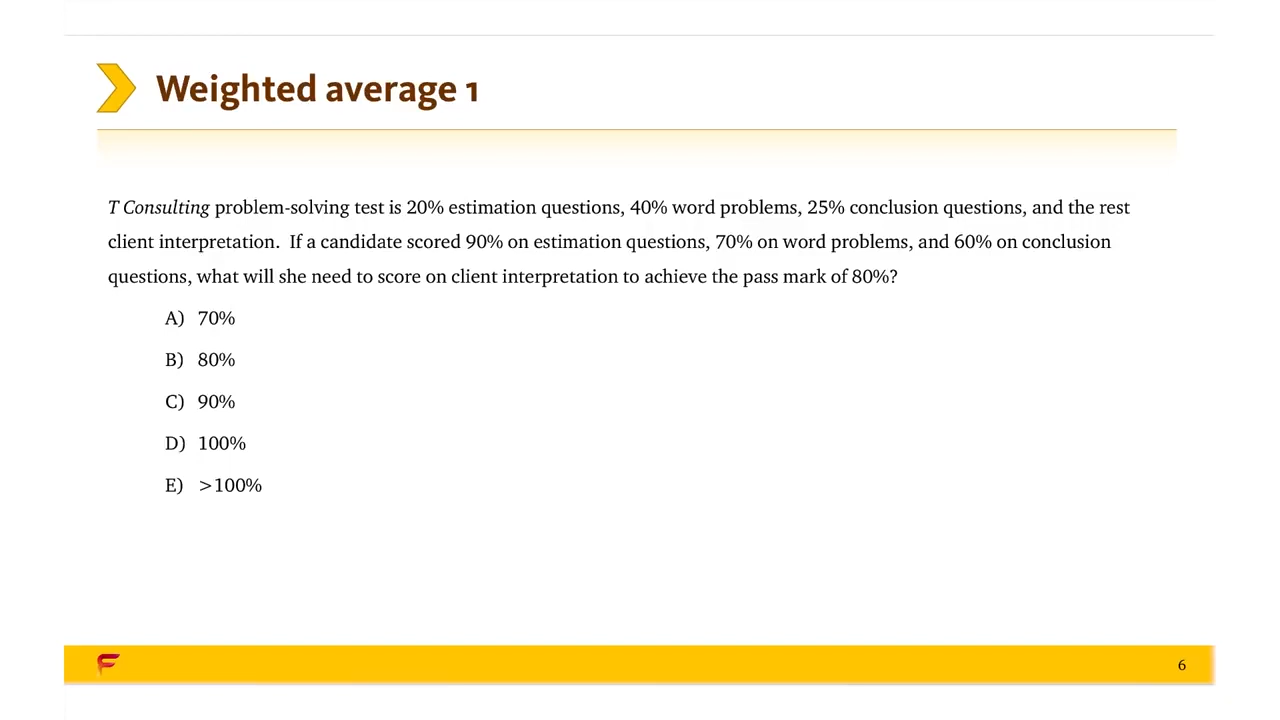 Weighted average 1
T Consulting problem-solving test is 20% estimation questions, 40% word problems, 25% conclusion questions, and the rest
client interpretation.  If a candidate scored 90% on estimation questions, 70% on word problems, and 60% on conclusion
questions, what will she need to score on client interpretation to achieve the pass mark of 80%?
A) 70%
B) 80%
C) 90%
D) 100%
E) >100%
6